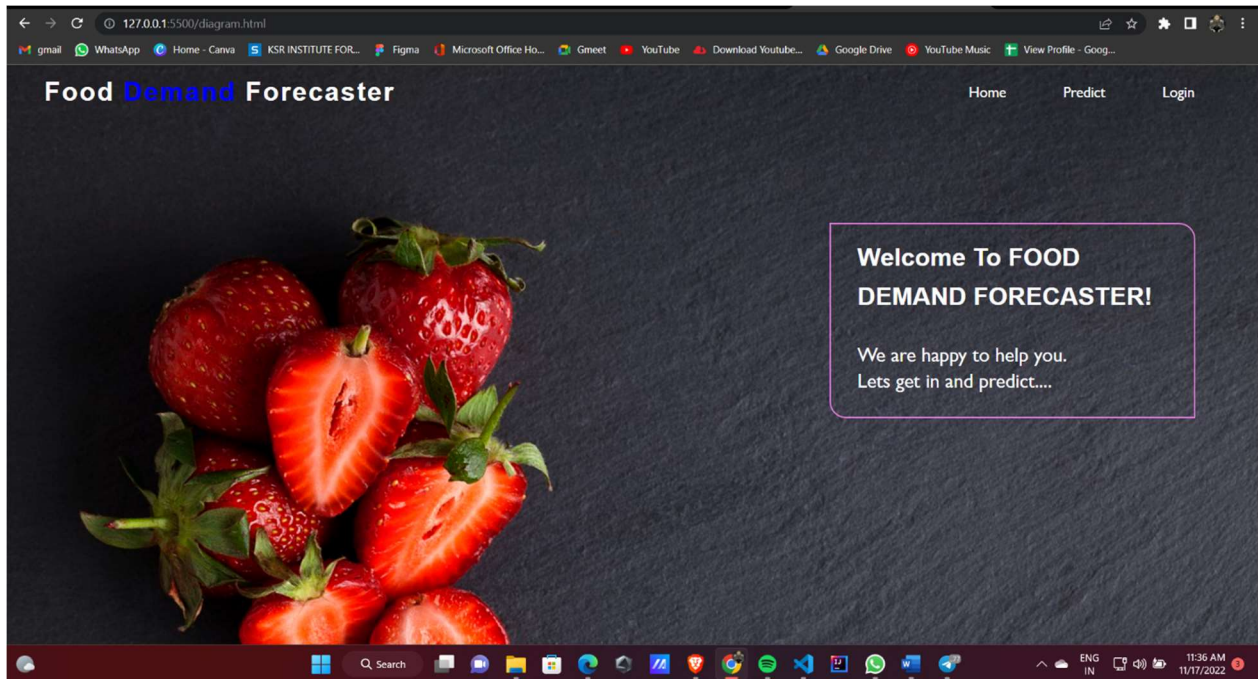 127.0.0.1:5500/diagram.html
gmail WhatsApp Home - Canva KSR INSTITUTE FOR... Figma Microsoft Office Ho... Gmeet YouTube Download Youtube... Google Drive YouTube Music View Profile - Goog...
Food Demand Forecaster Home Predict Login
Welcome To FOOD
DEMAND FORECASTER!
We are happy to help you.
Lets get in and predict....
Search ENG 11:36 AM
IN 11/17/2022 3